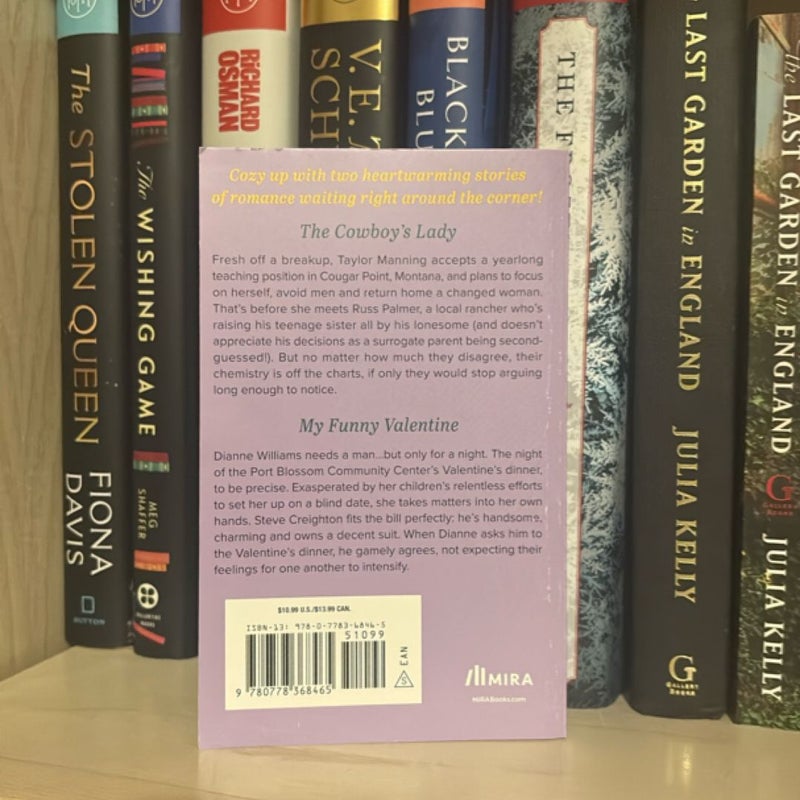 The STOLEN QUEEN
FIONA
DAVIS
DUTTON
The WISHING GAME
MEG
SHAFFER
BALLANTINE
BOOKS
RICHARD
OSMAN
V.E.
SCH
BLACK
BLU
THE
LAST GARDEN in ENGLAND
JULIA KELLY
GALLERY
BOOKS
the LAST GARDEN in ENGLAND
GALLERY
BOOKS
JULIA KELLY
Cozy up with two heartwarming stories
of romance waiting right around the corner!
The Cowboy's Lady
Fresh off a breakup, Taylor Manning accepts a yearlong
teaching position in Cougar Point, Montana, and plans to focus
on herself, avoid men and return home a changed woman.
That's before she meets Russ Palmer, a local rancher who's
raising his teenage sister all by his lonesome (and doesn't
appreciate his decisions as a surrogate parent being second-
guessed!). But no matter how much they disagree, their
chemistry is off the charts, if only they would stop arguing
long enough to notice.
My Funny Valentine
Dianne Williams needs a man...but only for a night. The night
of the Port Blossom Community Center's Valentine's dinner,
to be precise. Exasperated by her children's relentless efforts
to set her up on a blind date, she takes matters into her own
hands. Steve Creighton fits the bill perfectly: he's handsome,
charming and owns a decent suit. When Dianne asks him to
the Valentine's dinner, he gamely agrees, not expecting their
feelings for one another to intensify.
$10.99 U.S./$13.99 CAN.
ISBN-13: 978-0-7783-6846-5
51099
9 780778 368465
EAN
S
MIRA
MIRABooks.com